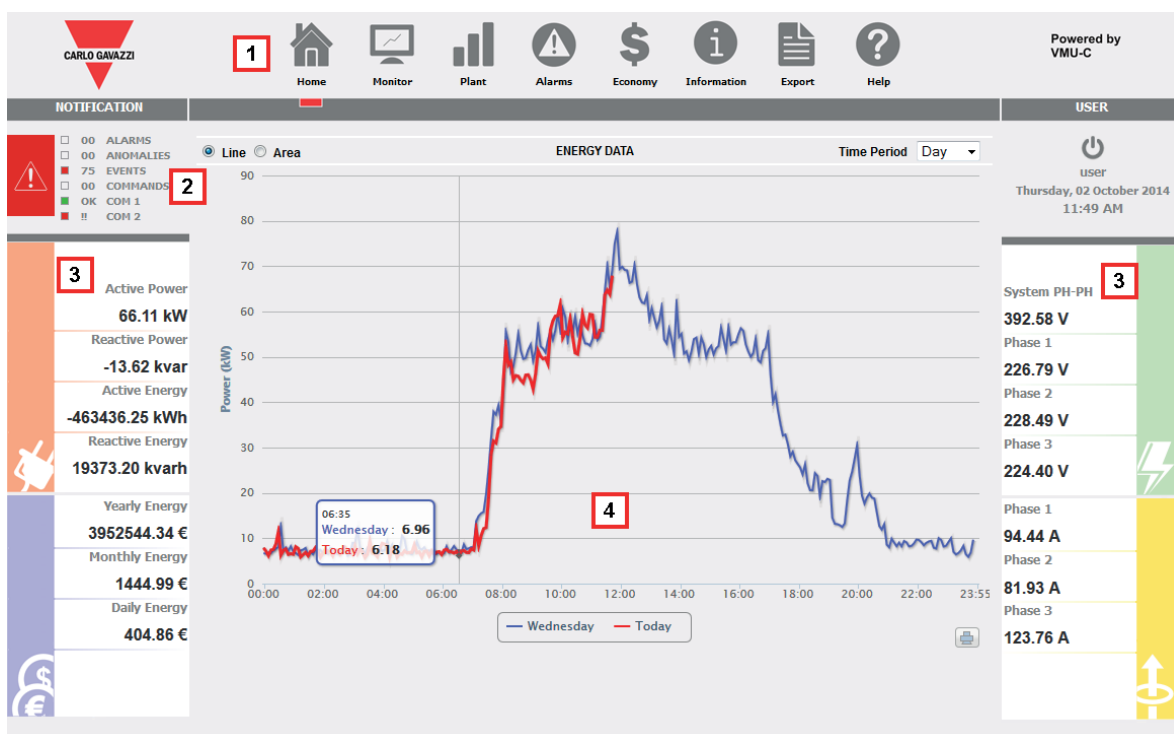 CARLO GAVAZZI
1
Home
Monitor
Plant
Alarms
Economy
Information
Export
Help
Powered by
VMU-C
NOTIFICATION
USER
00 ALARMS
00 ANOMALIES
75 EVENTS
00 COMMANDS
OK COM 1
!! COM 2
2
Line
Area
ENERGY DATA
Time Period
Day
user
Thursday, 02 October 2014
11:49 AM
3
Active Power
66.11 kW
Reactive Power
-13.62 kvar
Active Energy
-463436.25 kWh
Reactive Energy
19373.20 kvarh
Yearly Energy
3952544.34 €
Monthly Energy
1444.99 €
Daily Energy
404.86 €
Power (kW)
90
80
70
60
50
40
30
20
10
0
00:00
02:00
04:00
06:00
08:00
10:00
12:00
14:00
16:00
18:00
20:00
22:00
23:55
06:35
Wednesday : 6.96
Today : 6.18
4
Wednesday
Today
3
System PH-PH
392.58 V
Phase 1
226.79 V
Phase 2
228.49 V
Phase 3
224.40 V
Phase 1
94.44 A
Phase 2
81.93 A
Phase 3
123.76 A